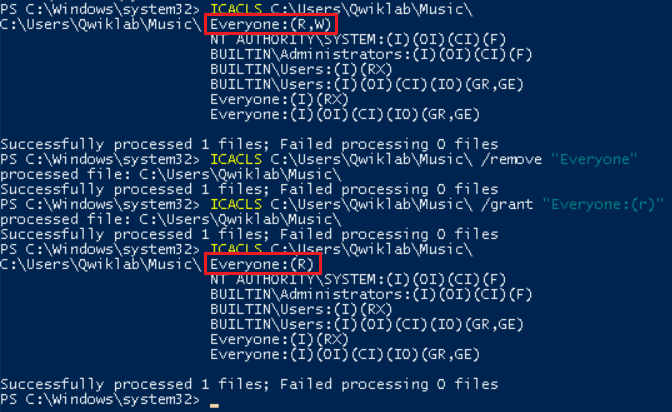 PS C:\Windows\system32> ICACLS C:\Users\Qwiklab\Music\
C:\Users\Qwiklab\Music\ Everyone:(R,W)
NT AUTHORITY\SYSTEM:(I)(OI)(CI)(F)
BUILTIN\Administrators:(I)(OI)(CI)(F)
BUILTIN\Users:(I)(RX)
BUILTIN\Users:(I)(OI)(CI)(IO)(GR,GE)
Everyone:(I)(RX)
Everyone:(I)(OI)(CI)(IO)(GR,GE)
Successfully processed 1 files; Failed processing 0 files
PS C:\Windows\system32> ICACLS C:\Users\Qwiklab\Music\ /remove "Everyone"
processed file: C:\Users\Qwiklab\Music\
Successfully processed 1 files; Failed processing 0 files
PS C:\Windows\system32> ICACLS C:\Users\Qwiklab\Music\ /grant "Everyone:(r)"
processed file: C:\Users\Qwiklab\Music\
Successfully processed 1 files; Failed processing 0 files
PS C:\Windows\system32> ICACLS C:\Users\Qwiklab\Music\
C:\Users\Qwiklab\Music\ Everyone:(R)
NT AUTHORITY\SYSTEM:(I)(OI)(CI)(F)
BUILTIN\Administrators:(I)(OI)(CI)(F)
BUILTIN\Users:(I)(RX)
BUILTIN\Users:(I)(OI)(CI)(IO)(GR,GE)
Everyone:(I)(RX)
Everyone:(I)(OI)(CI)(IO)(GR,GE)
Successfully processed 1 files; Failed processing 0 files
PS C:\Windows\system32> _